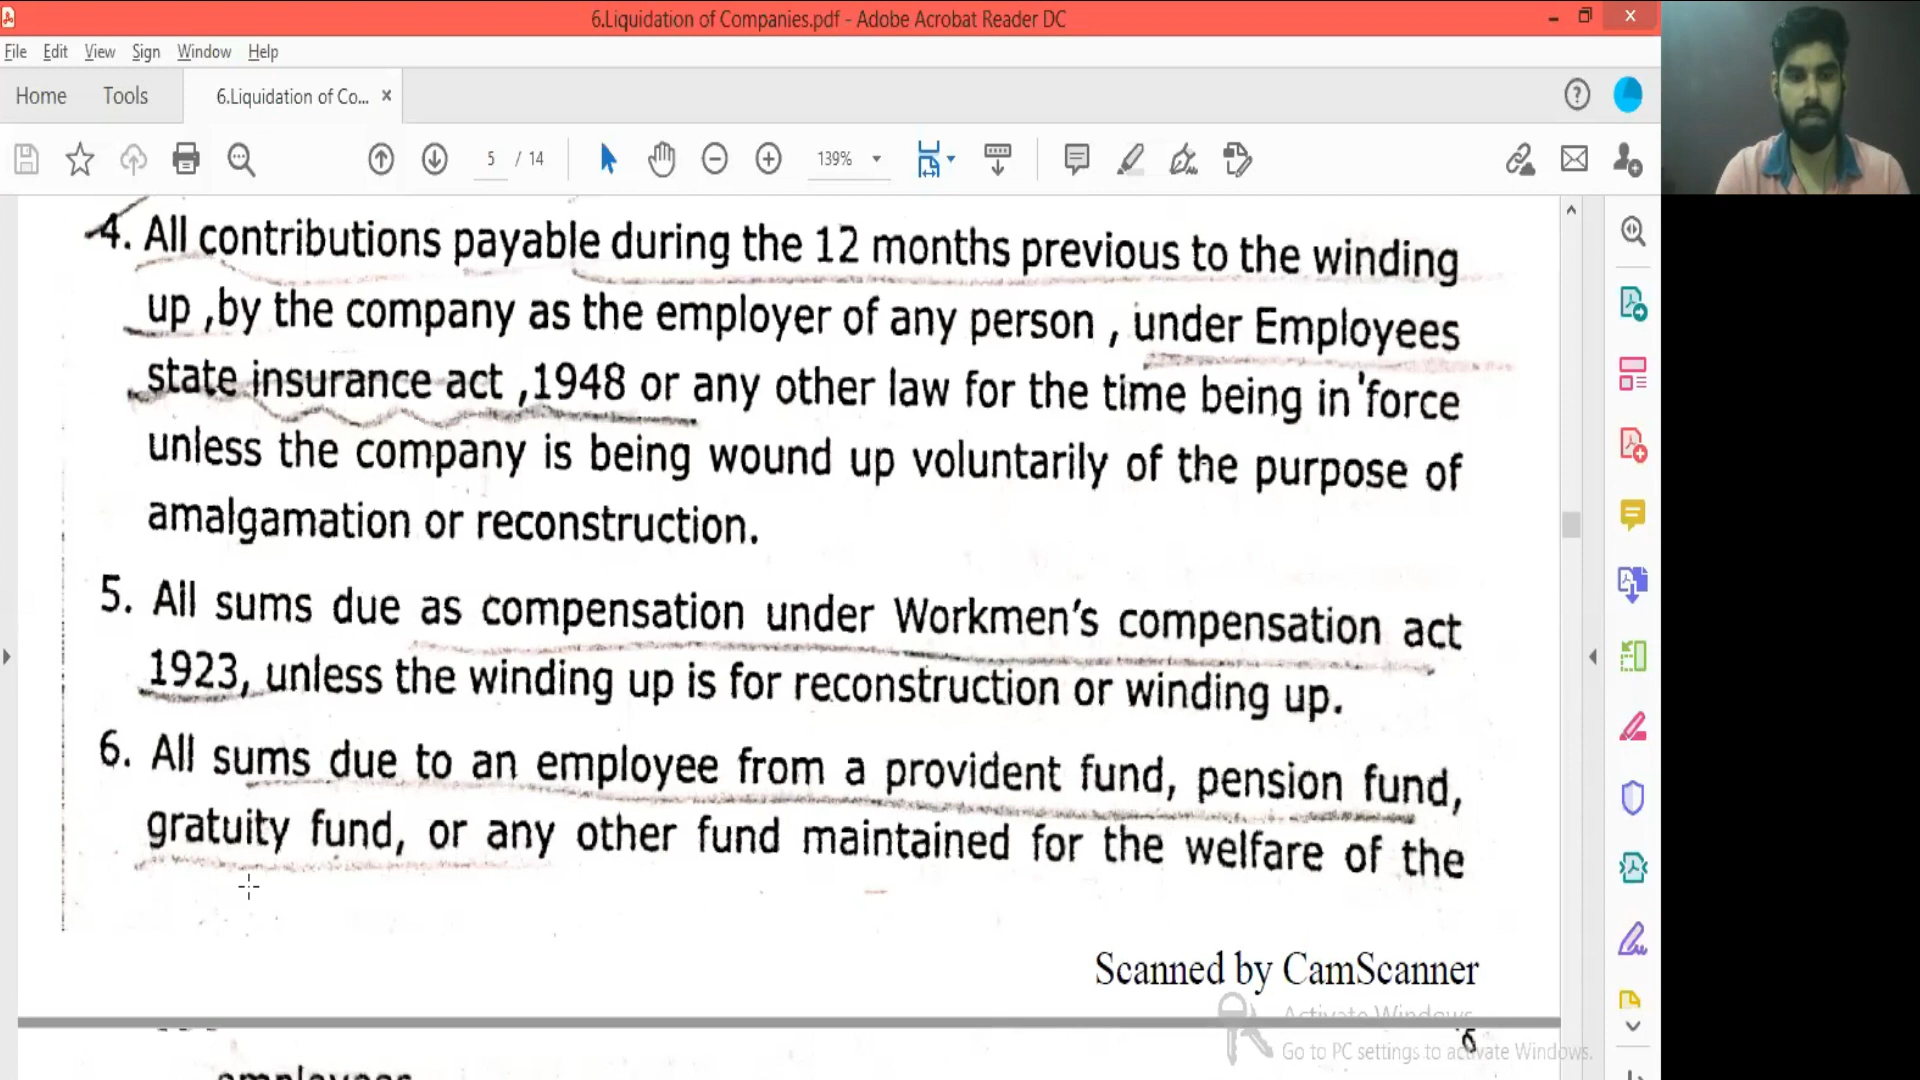 6.Liquidation of Companies.pdf - Adobe Acrobat Reader DC
File Edit View Sign Window Help
Home Tools 6.Liquidation of Co... ×
5 / 14 139%
4. All contributions payable during the 12 months previous to the winding
up ,by the company as the employer of any person , under Employees
state insurance act ,1948 or any other law for the time being in force
unless the company is being wound up voluntarily of the purpose of
amalgamation or reconstruction.
5. All sums due as compensation under Workmen's compensation act
1923, unless the winding up is for reconstruction or winding up.
6. All sums due to an employee from a provident fund, pension fund,
gratuity fund, or any other fund maintained for the welfare of the
Scanned by CamScanner
Activate Windows
Go to PC settings to activate Windows.
6
employees